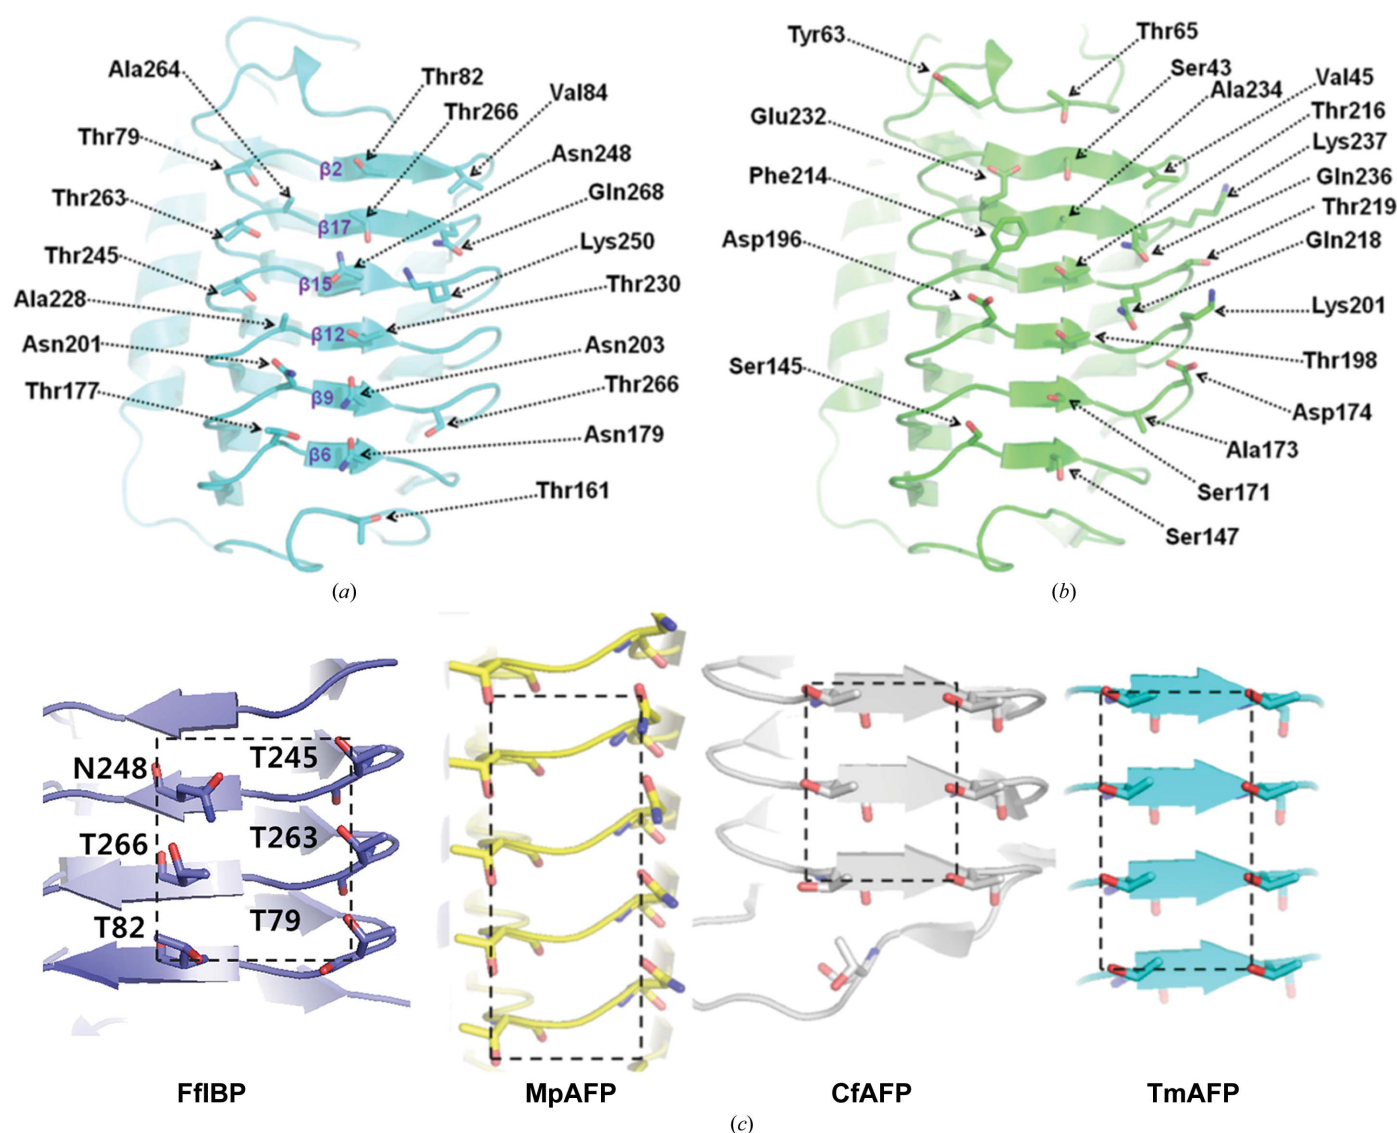 Ala264
Thr82
Val84
Thr266
Thr79
Asn248
Thr263
Gln268
Thr245
Lys250
Ala228
Thr230
Asn201
Asn203
Thr177
Thr266
Asn179
Thr161
β2
β17
β15
β12
β9
β6
(a)
Tyr63
Thr65
Ser43
Val45
Ala234
Glu232
Thr216
Lys237
Phe214
Gln236
Thr219
Asp196
Gln218
Lys201
Ser145
Thr198
Asp174
Ala173
Ser171
Ser147
(b)
N248
T245
T266
T263
T82
T79
FfIBP
MpAFP
CfAFP
TmAFP
(c)